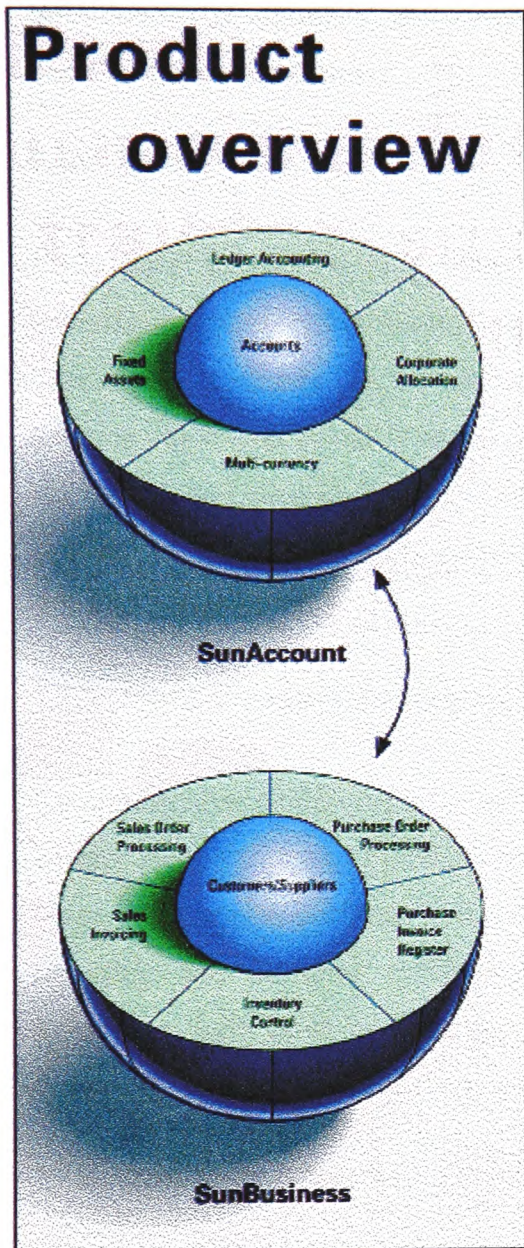 Product
overview
Ledger Accounting
Accounts
Fixed
Assets
Corporate
Allocation
Multi-currency
SunAccount
Sales Order
Processing
Purchase Order
Processing
Customers/Suppliers
Sales
Invoicing
Purchase
Invoice
Register
Inventory
Control
SunBusiness